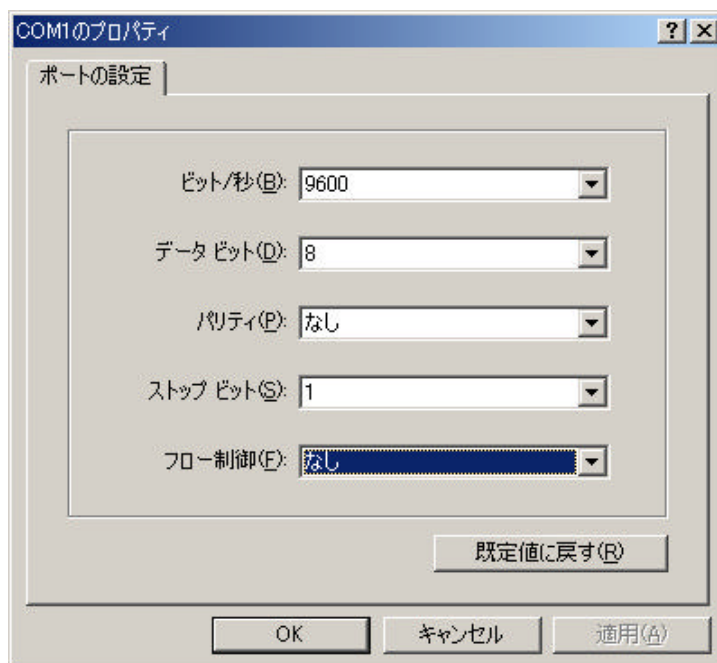 COM1のプロパティ
ポートの設定
ビット/秒(B): 9600
データ ビット(D): 8
パリティ(P): なし
ストップ ビット(S): 1
フロー制御(F): なし
既定値に戻す(R)
OK キャンセル 適用(A)